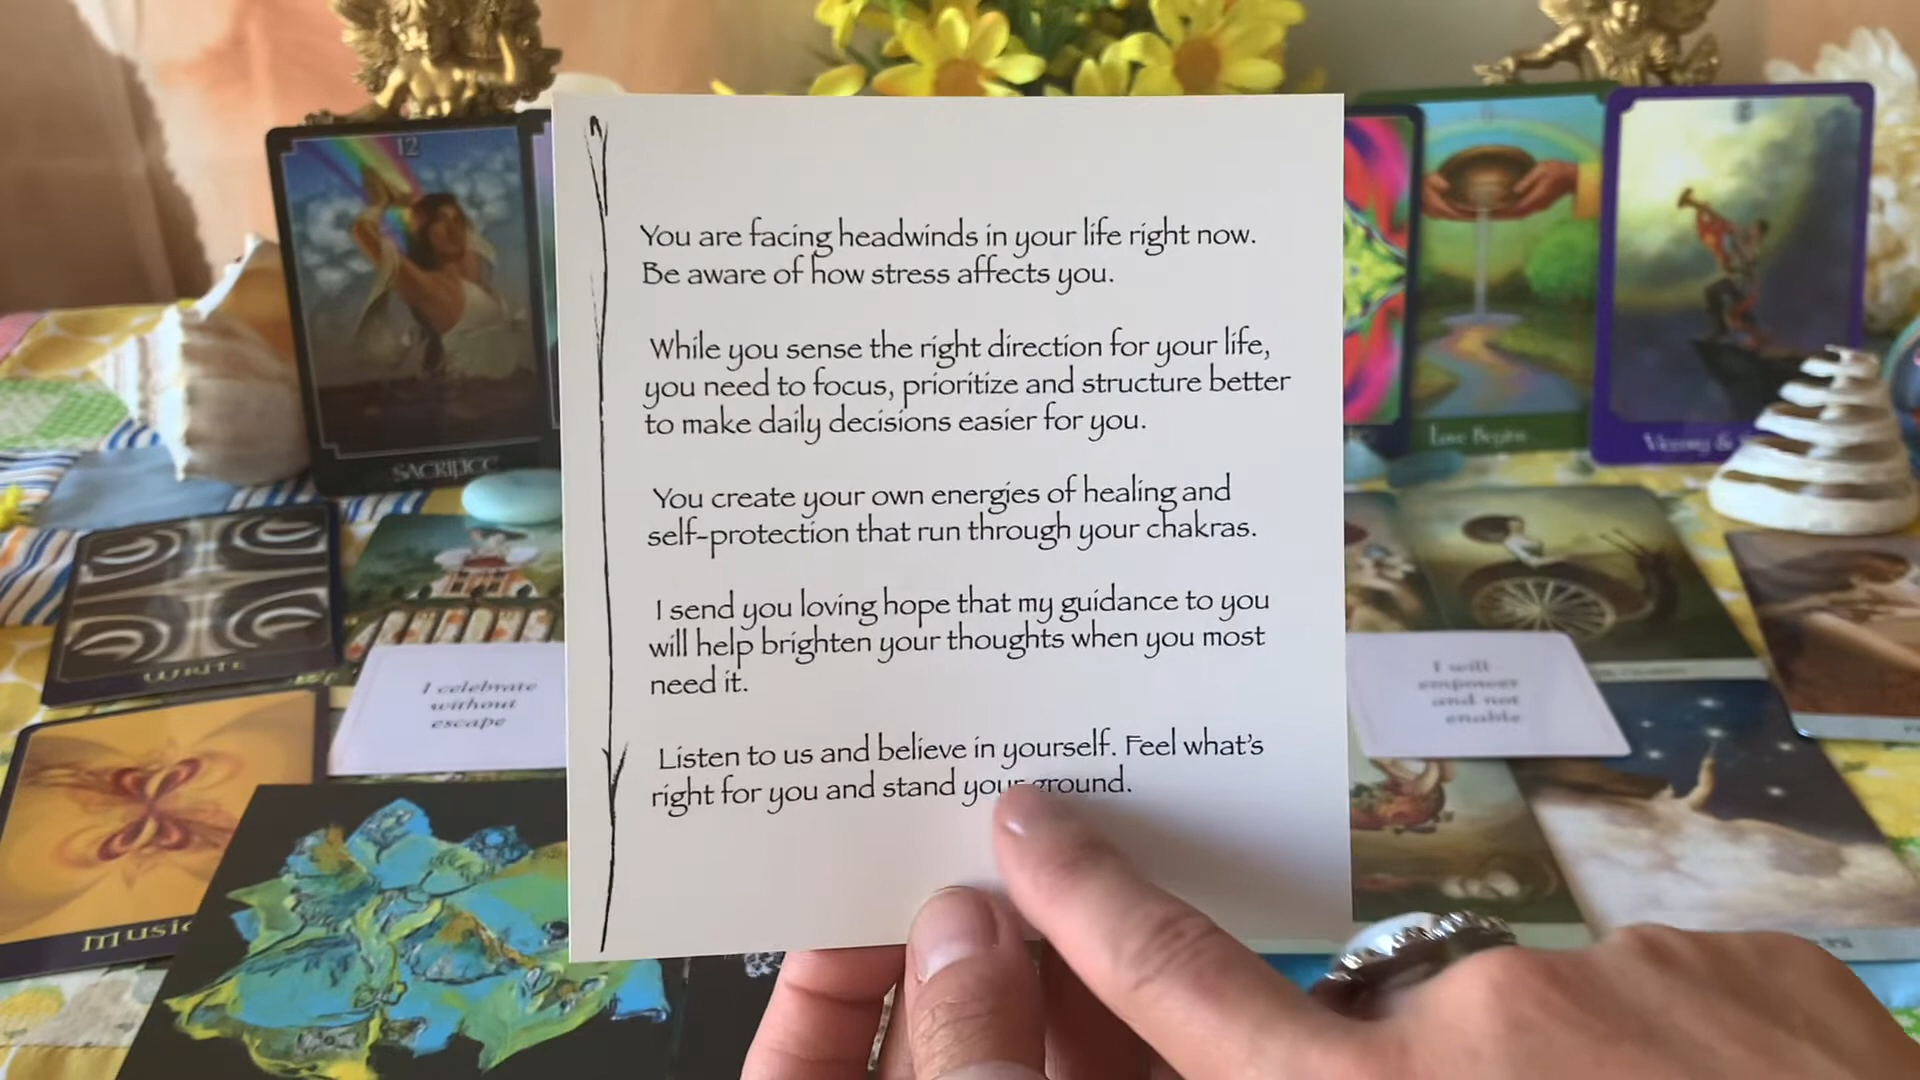 12
SACRIFICE
Love Begins
Victory &
WRITE
I celebrate
without
escape
MUSIC
You are facing headwinds in your life right now.
Be aware of how stress affects you.
While you sense the right direction for your life,
you need to focus, prioritize and structure better
to make daily decisions easier for you.
You create your own energies of healing and
self-protection that run through your chakras.
I send you loving hope that my guidance to you
will help brighten your thoughts when you most
need it.
Listen to us and believe in yourself. Feel what's
right for you and stand your ground.
I will
empower
and not
enable